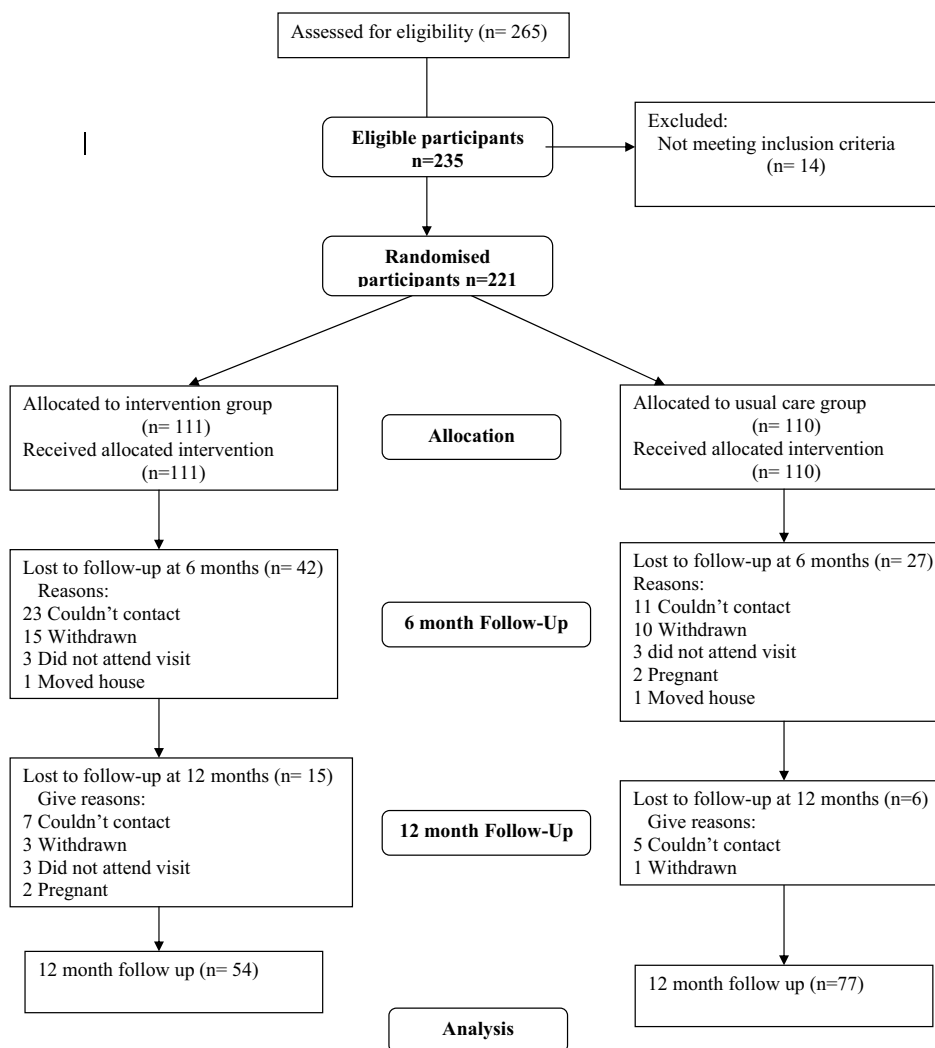 Assessed for eligibility (n= 265)
Eligible participants
n=235
Excluded:
Not meeting inclusion criteria
(n= 14)
Randomised
participants n=221
Allocated to intervention group
(n= 111)
Received allocated intervention
(n=111)
Allocation
Allocated to usual care group
(n= 110)
Received allocated intervention
(n= 110)
Lost to follow-up at 6 months (n= 42)
Reasons:
23 Couldn’t contact
15 Withdrawn
3 Did not attend visit
1 Moved house
6 month Follow-Up
Lost to follow-up at 6 months (n= 27)
Reasons:
11 Couldn’t contact
10 Withdrawn
3 did not attend visit
2 Pregnant
1 Moved house
Lost to follow-up at 12 months (n= 15)
Give reasons:
7 Couldn’t contact
3 Withdrawn
3 Did not attend visit
2 Pregnant
12 month Follow-Up
Lost to follow-up at 12 months (n=6)
Give reasons:
5 Couldn’t contact
1 Withdrawn
12 month follow up (n= 54)
12 month follow up (n=77)
Analysis